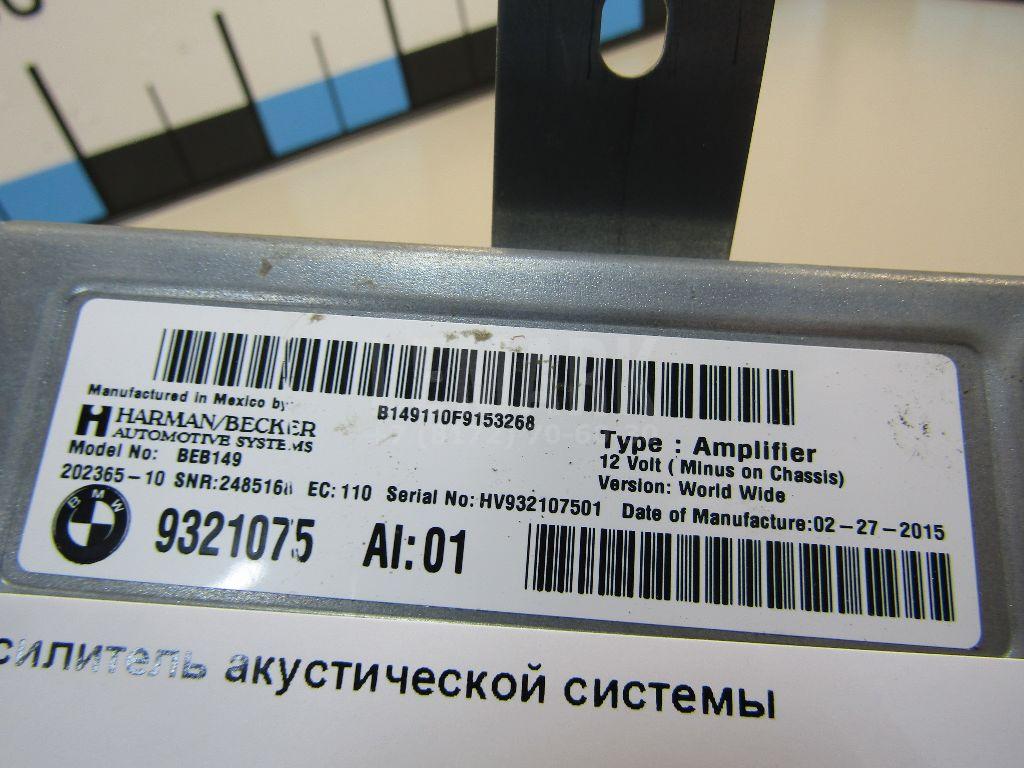 B149110F9153268
Manufactured in Mexico by
HARMAN/BECKER
AUTOMOTIVE SYSTEMS
Model No: BEB149
202365-10 SNR: EC: 110 Serial No: HV932107501
Type : Amplifier
12 Volt ( Minus on Chassis)
Version: World Wide
Date of Manufacture:02-27-2015
BMW
9321075 AI:01
силитель акустической системы